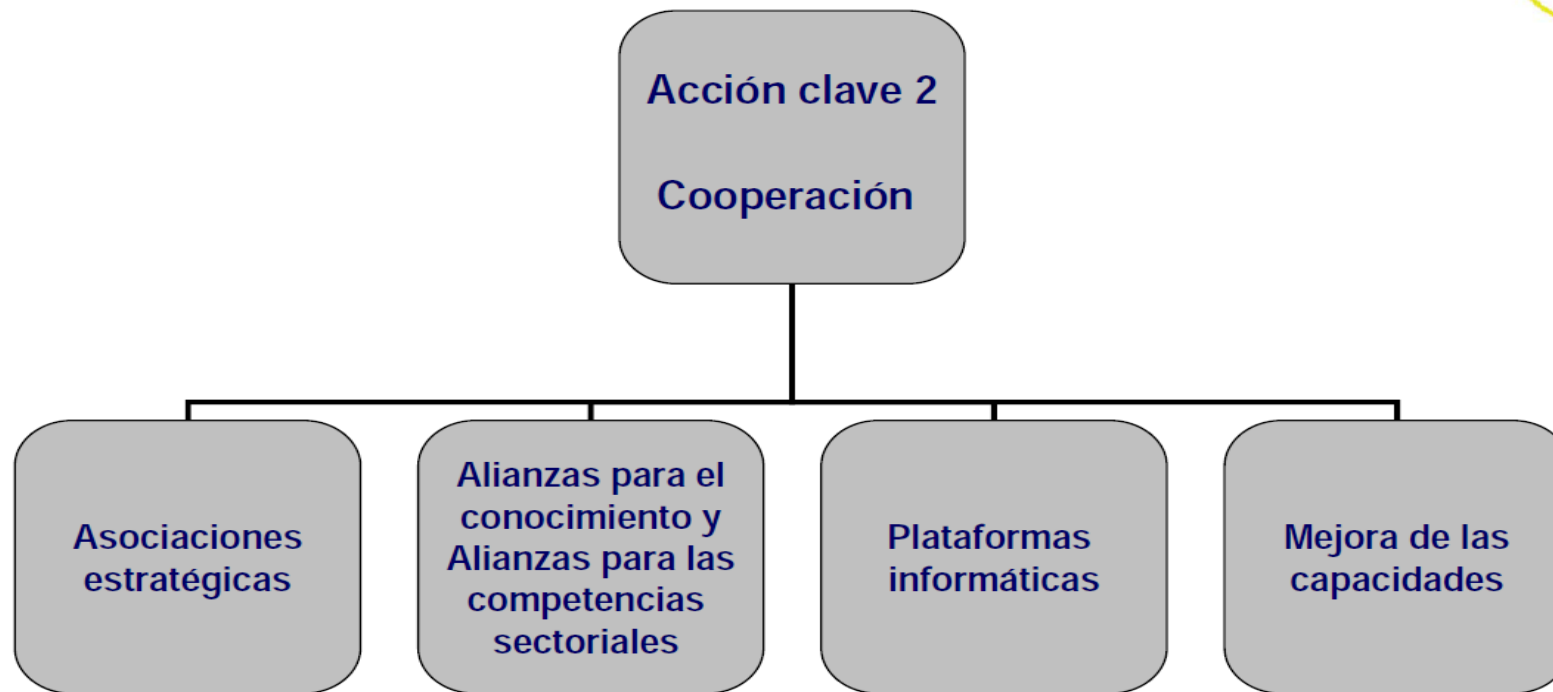 Acción clave 2
Cooperación
Asociaciones
estratégicas
Alianzas para el
conocimiento y
Alianzas para las
competencias
sectoriales
Plataformas
informáticas
Mejora de las
capacidades